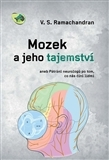 V. S. Ramachandran
Mozek
a jeho tajemství
aneb Pátrání neurologů po tom,
co nás činí lidmi